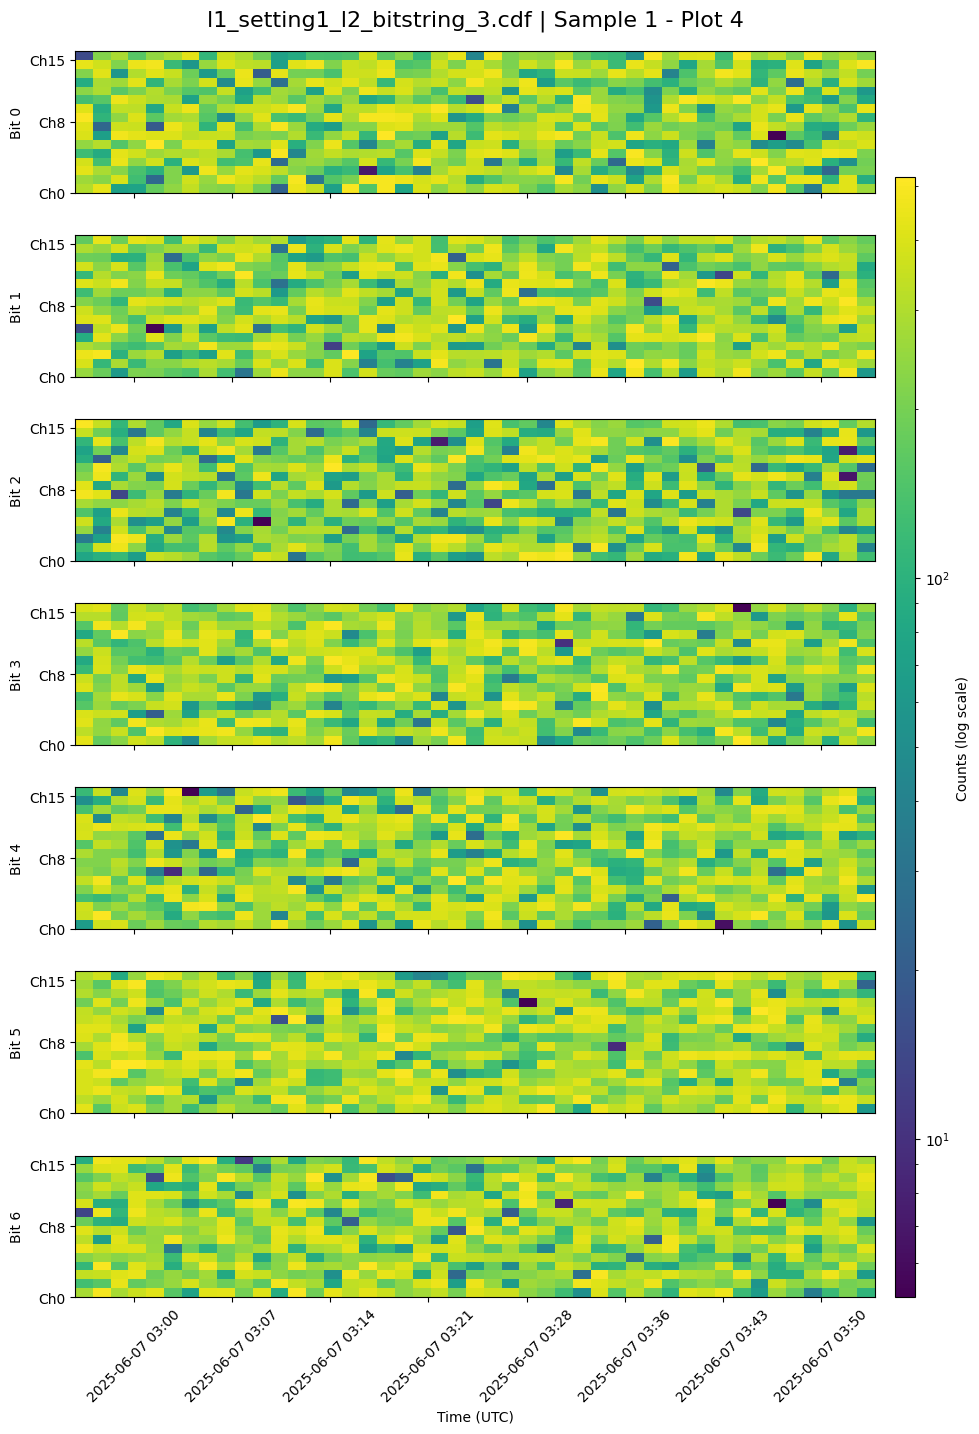 l1_setting1_l2_bitstring_3.cdf | Sample 1 - Plot 4
Bit 0
Ch15
Ch8
Ch0
Bit 1
Ch15
Ch8
Ch0
Bit 2
Ch15
Ch8
Ch0
Bit 3
Ch15
Ch8
Ch0
Bit 4
Ch15
Ch8
Ch0
Bit 5
Ch15
Ch8
Ch0
Bit 6
Ch15
Ch8
Ch0
2025-06-07 03:00
2025-06-07 03:07
2025-06-07 03:14
2025-06-07 03:21
2025-06-07 03:28
2025-06-07 03:36
2025-06-07 03:43
2025-06-07 03:50
Time (UTC)
10²
10¹
Counts (log scale)